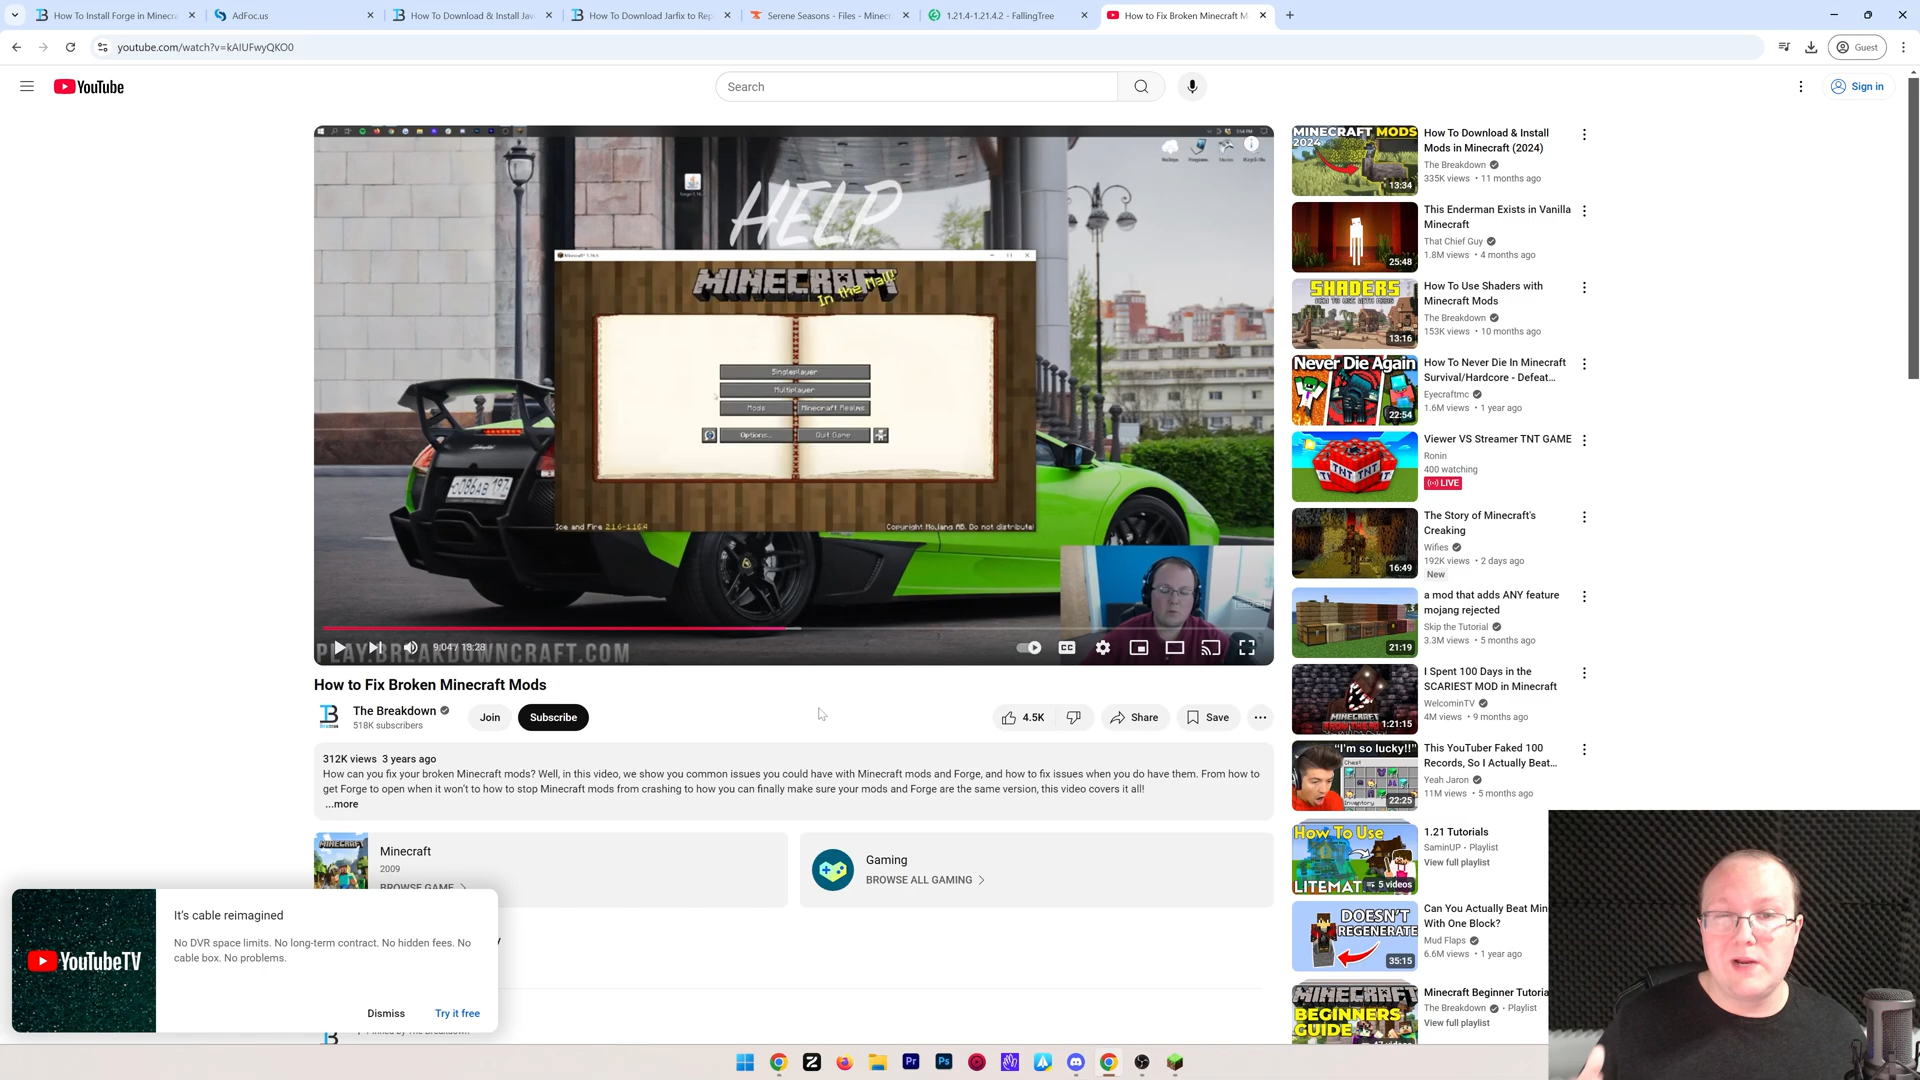 How To Install Forge in Minecra
AdFoc.us
How To Download & Install Jav
How To Download Jarfix to Rep
Serene Seasons - Files - Minec
1.21.4-1.21.4.2 - FallingTree
How to Fix Broken Minecraft M
youtube.com/watch?v=kAIUFwyQKO0
Guest
YouTube
Search
Sign in
HELP
MINECRAFT
In the Mall!
Singleplayer
Multiplayer
Mods
Minecraft Realms
Options...
Quit Game
Ice and Fire 2.1.6-1.16.4
Copyright Mojang AB. Do not distribute!
9:04 / 18:28
PLAY.BREAKDOWNCRAFT.COM
CC
How to Fix Broken Minecraft Mods
The Breakdown
518K subscribers
Join
Subscribe
4.5K
Share
Save
312K views 3 years ago
How can you fix your broken Minecraft mods? Well, in this video, we show you common issues you could have with Minecraft mods and Forge, and how to fix issues when you do have them. From how to
get Forge to open when it won't to how to stop Minecraft mods from crashing to how you can finally make sure your mods and Forge are the same version, this video covers it all!
...more
Minecraft
2009
BROWSE GAME
Gaming
BROWSE ALL GAMING
YouTubeTV
It's cable reimagined
No DVR space limits. No long-term contract. No hidden fees. No
cable box. No problems.
Dismiss
Try it free
MINECRAFT MODS
2024
13:34
How To Download & Install
Mods in Minecraft (2024)
The Breakdown
335K views • 11 months ago
25:48
This Enderman Exists in Vanilla
Minecraft
That Chief Guy
1.8M views • 4 months ago
SHADERS
13:16
How To Use Shaders with
Minecraft Mods
The Breakdown
153K views • 10 months ago
Never Die Again
22:54
How To Never Die In Minecraft
Survival/Hardcore - Defeat...
Eyecraftmc
1.6M views • 1 year ago
TNT
TNT
Viewer VS Streamer TNT GAME
Ronin
400 watching
LIVE
16:49
The Story of Minecraft's
Creaking
Wifies
192K views • 2 days ago
New
21:19
a mod that adds ANY feature
mojang rejected
Skip the Tutorial
3.3M views • 5 months ago
MINECRAFT
1:21:15
I Spent 100 Days in the
SCARIEST MOD in Minecraft
WelcominTV
4M views • 9 months ago
"I'm so lucky!!"
Chest
Inventory
22:25
This YouTuber Faked 100
Records, So I Actually Beat...
Yeah Jaron
11M views • 5 months ago
How To Use
LITEMAT
5 videos
1.21 Tutorials
SaminUP • Playlist
View full playlist
DOESN'T
REGENERATE
35:15
Can You Actually Beat Min
With One Block?
Mud Flaps
6.6M views • 1 year ago
MINECRAFT
BEGINNERS
GUIDE
Minecraft Beginner Tutoria
The Breakdown • Playlist
View full playlist
Pr
Ps